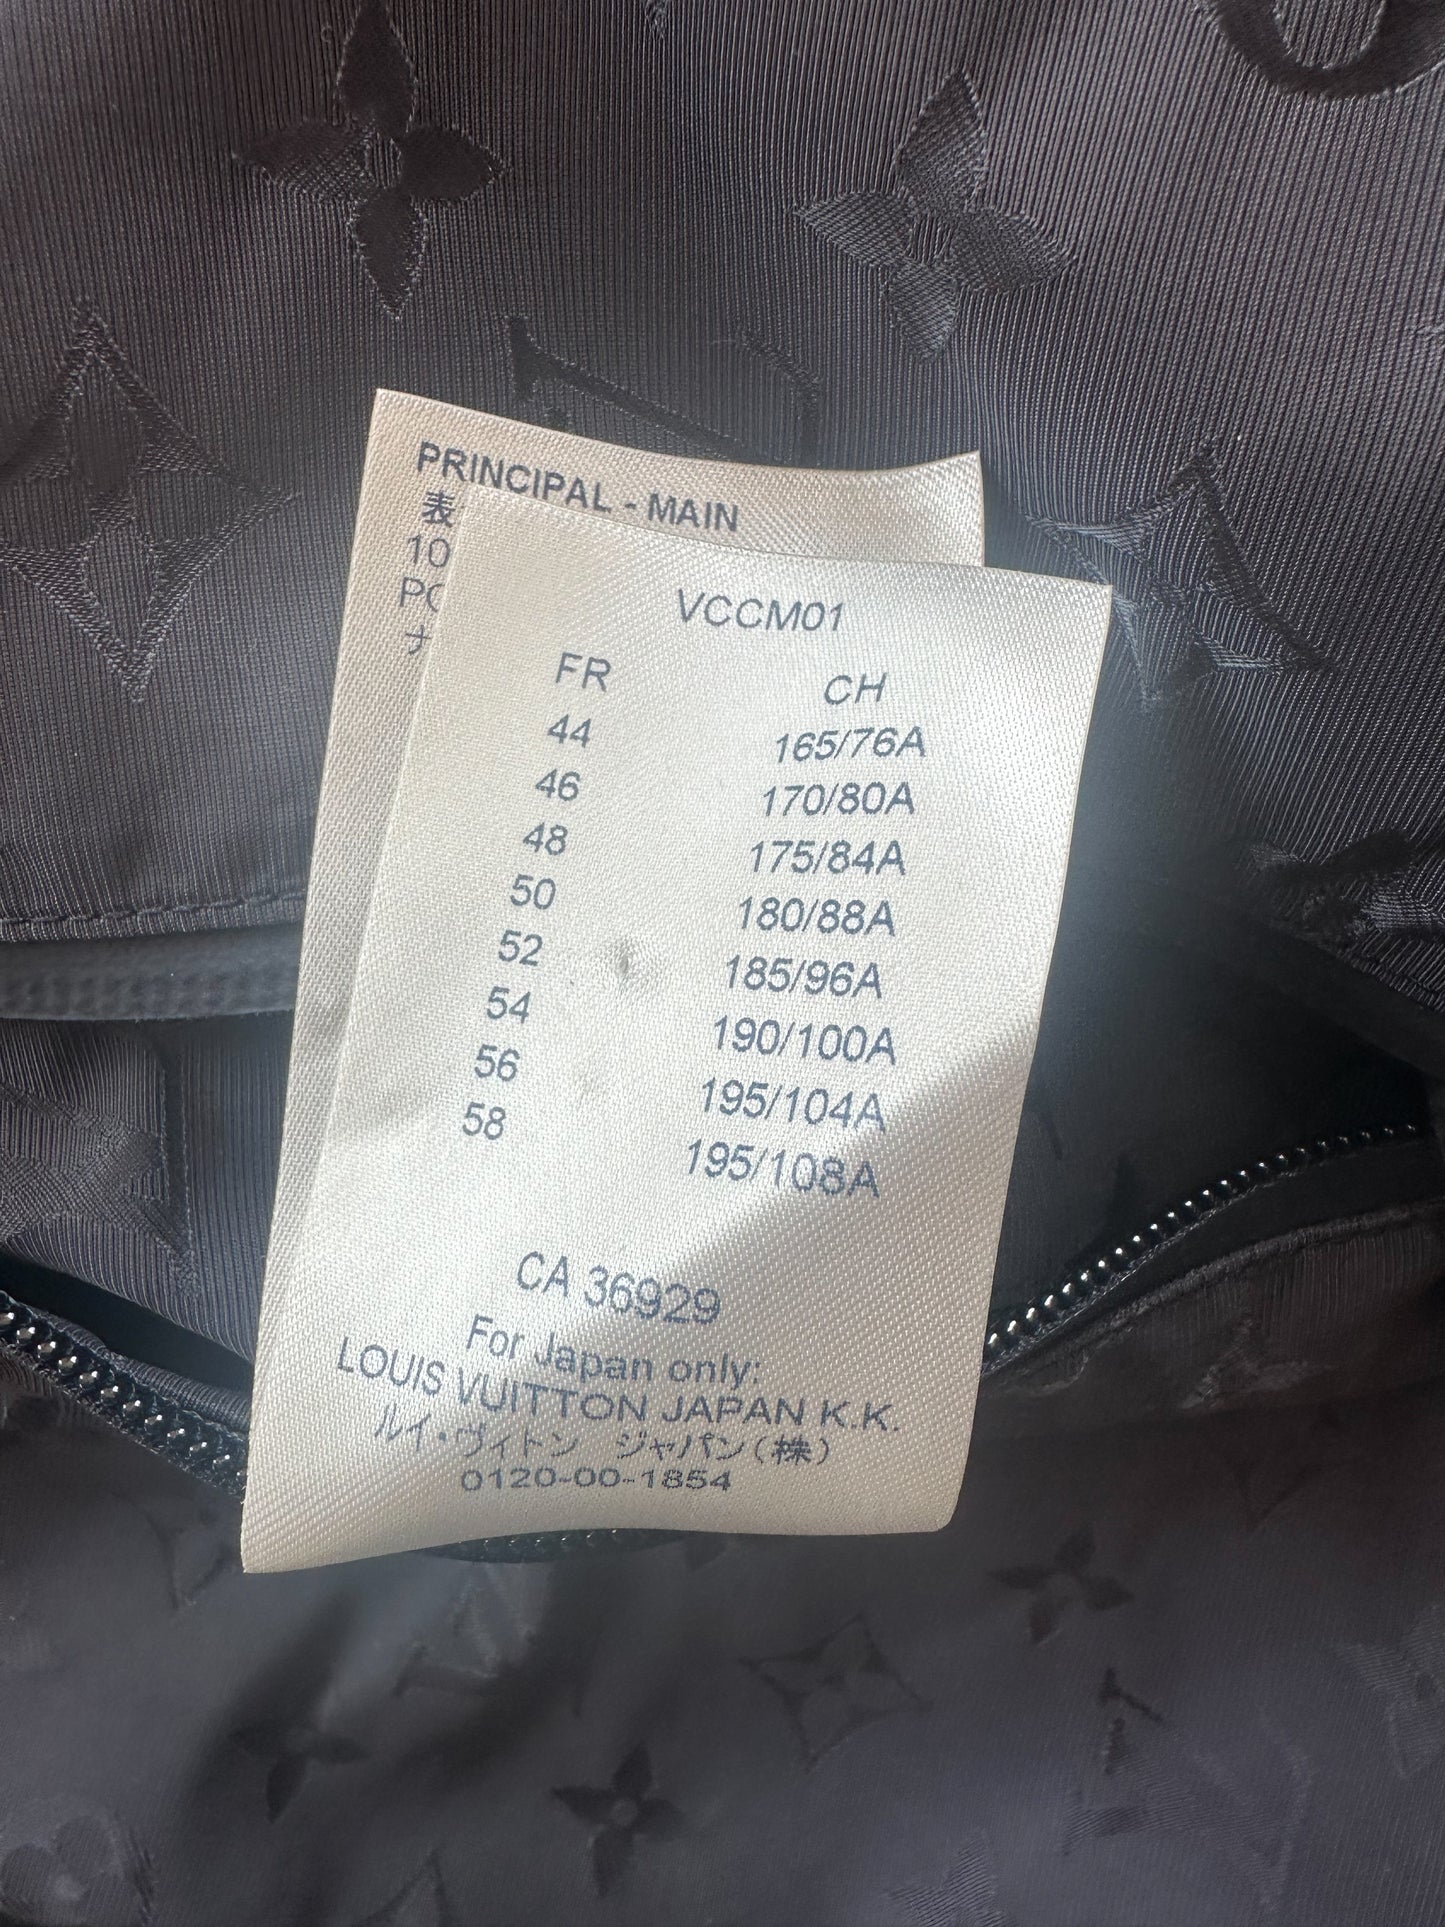 PRINCIPAL - MAIN
表
10
VCCM01
FR CH
44 165/76A
46 170/80A
48 175/84A
50 180/88A
52 185/96A
54 190/100A
56 195/104A
58 195/108A
CA 36929
For Japan only:
LOUIS VUITTON JAPAN K.K.
ルイ・ヴィトン ジャパン(株)
0120-00-1854